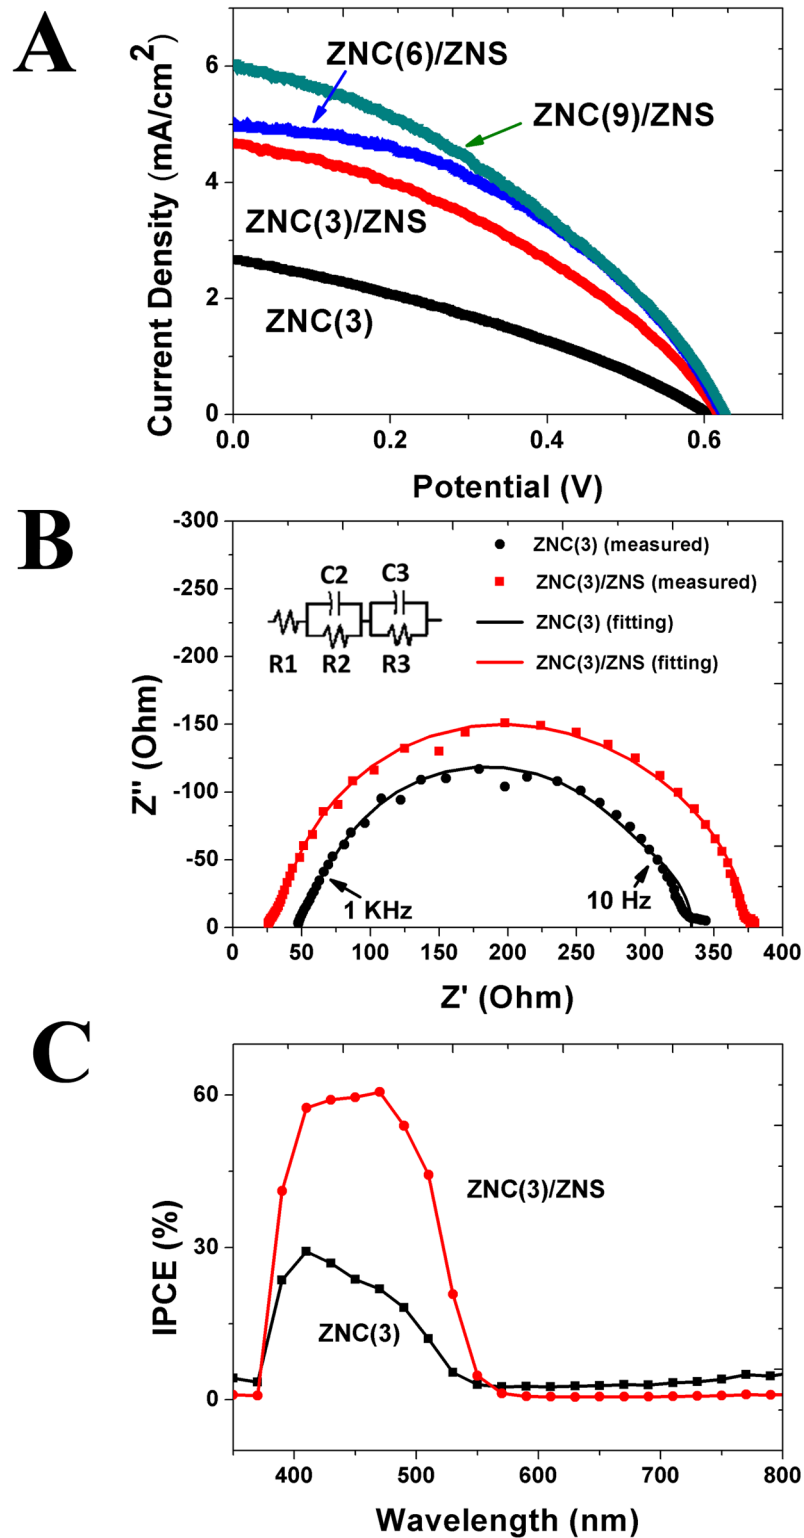 A
Current Density (mA/cm²)
6
4
2
0
ZNC(6)/ZNS
ZNC(9)/ZNS
ZNC(3)/ZNS
ZNC(3)
0.0 0.2 0.4 0.6
Potential (V)
B
Z'' (Ohm)
-300
-250
-200
-150
-100
-50
0
ZNC(3) (measured)
ZNC(3)/ZNS (measured)
ZNC(3) (fitting)
ZNC(3)/ZNS (fitting)
C2 C3
R1 R2 R3
1 KHz
10 Hz
0 50 100 150 200 250 300 350 400
Z' (Ohm)
C
IPCE (%)
60
30
0
ZNC(3)/ZNS
ZNC(3)
400 500 600 700 800
Wavelength (nm)